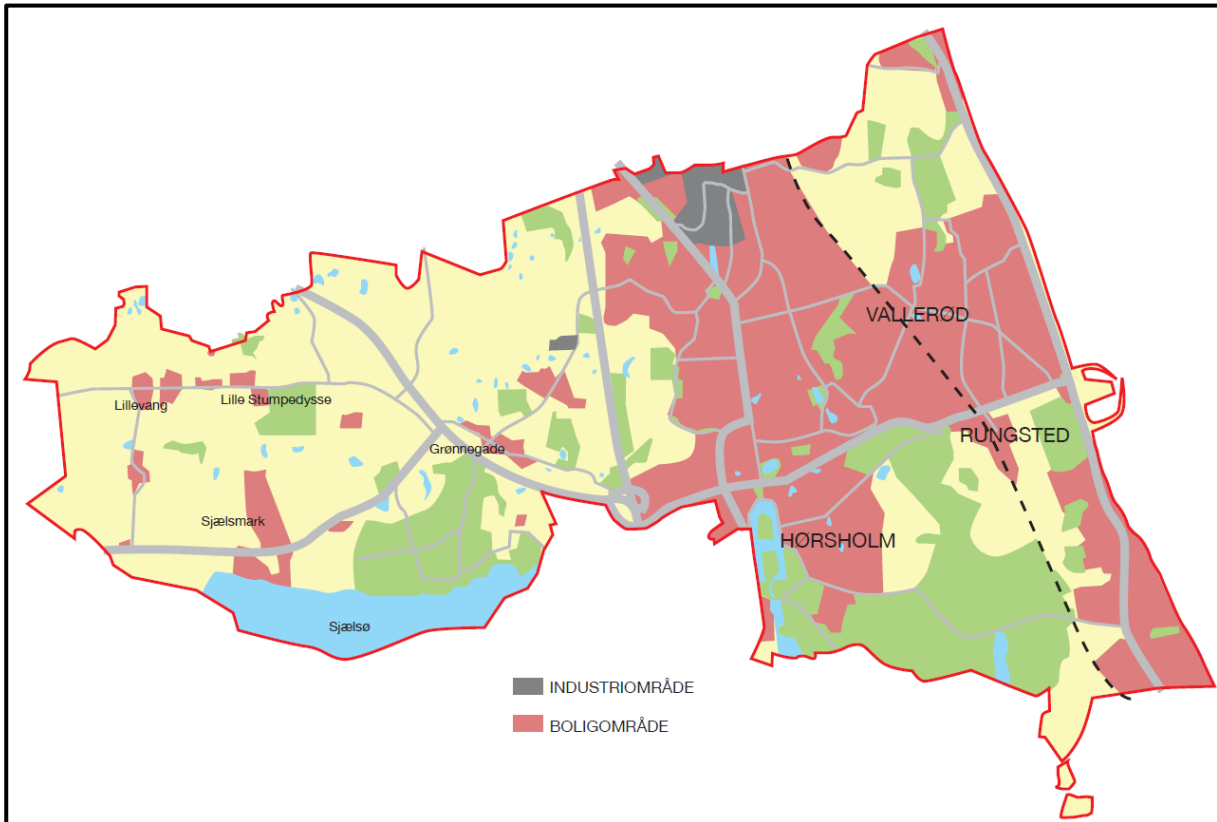 VALLERØD
Lillevang
Lille Stumpedysse
RUNGSTED
Grønnegade
Sjælsmark
HØRSHOLM
Sjælsø
INDUSTRIOMRÅDE
BOLIGOMRÅDE